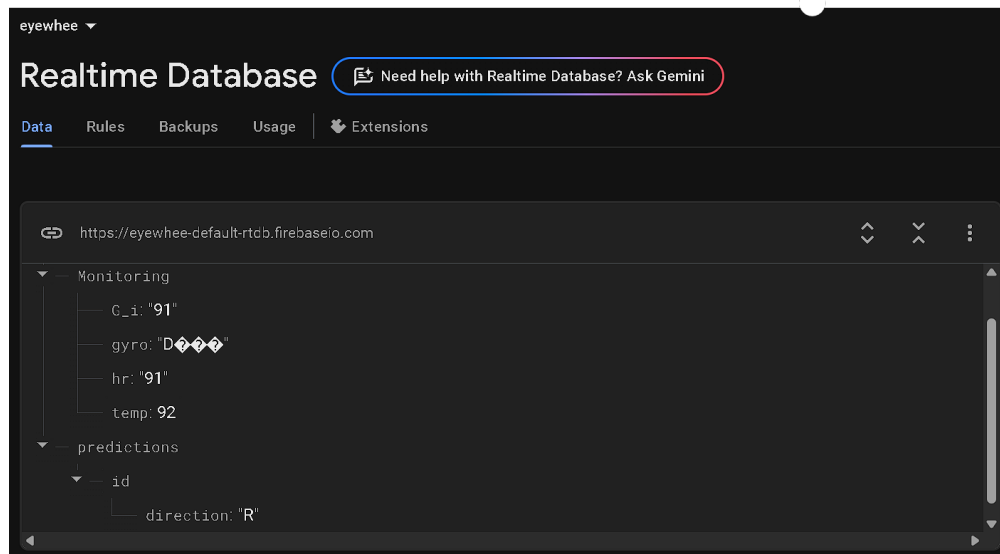 eyewhee
Realtime Database
Need help with Realtime Database? Ask Gemini
Data Rules Backups Usage Extensions
https://eyewhee-default-rtdb.firebaseio.com
Monitoring
G_i: "91"
gyro: "D���"
hr: "91"
temp: 92
predictions
id
direction: "R"